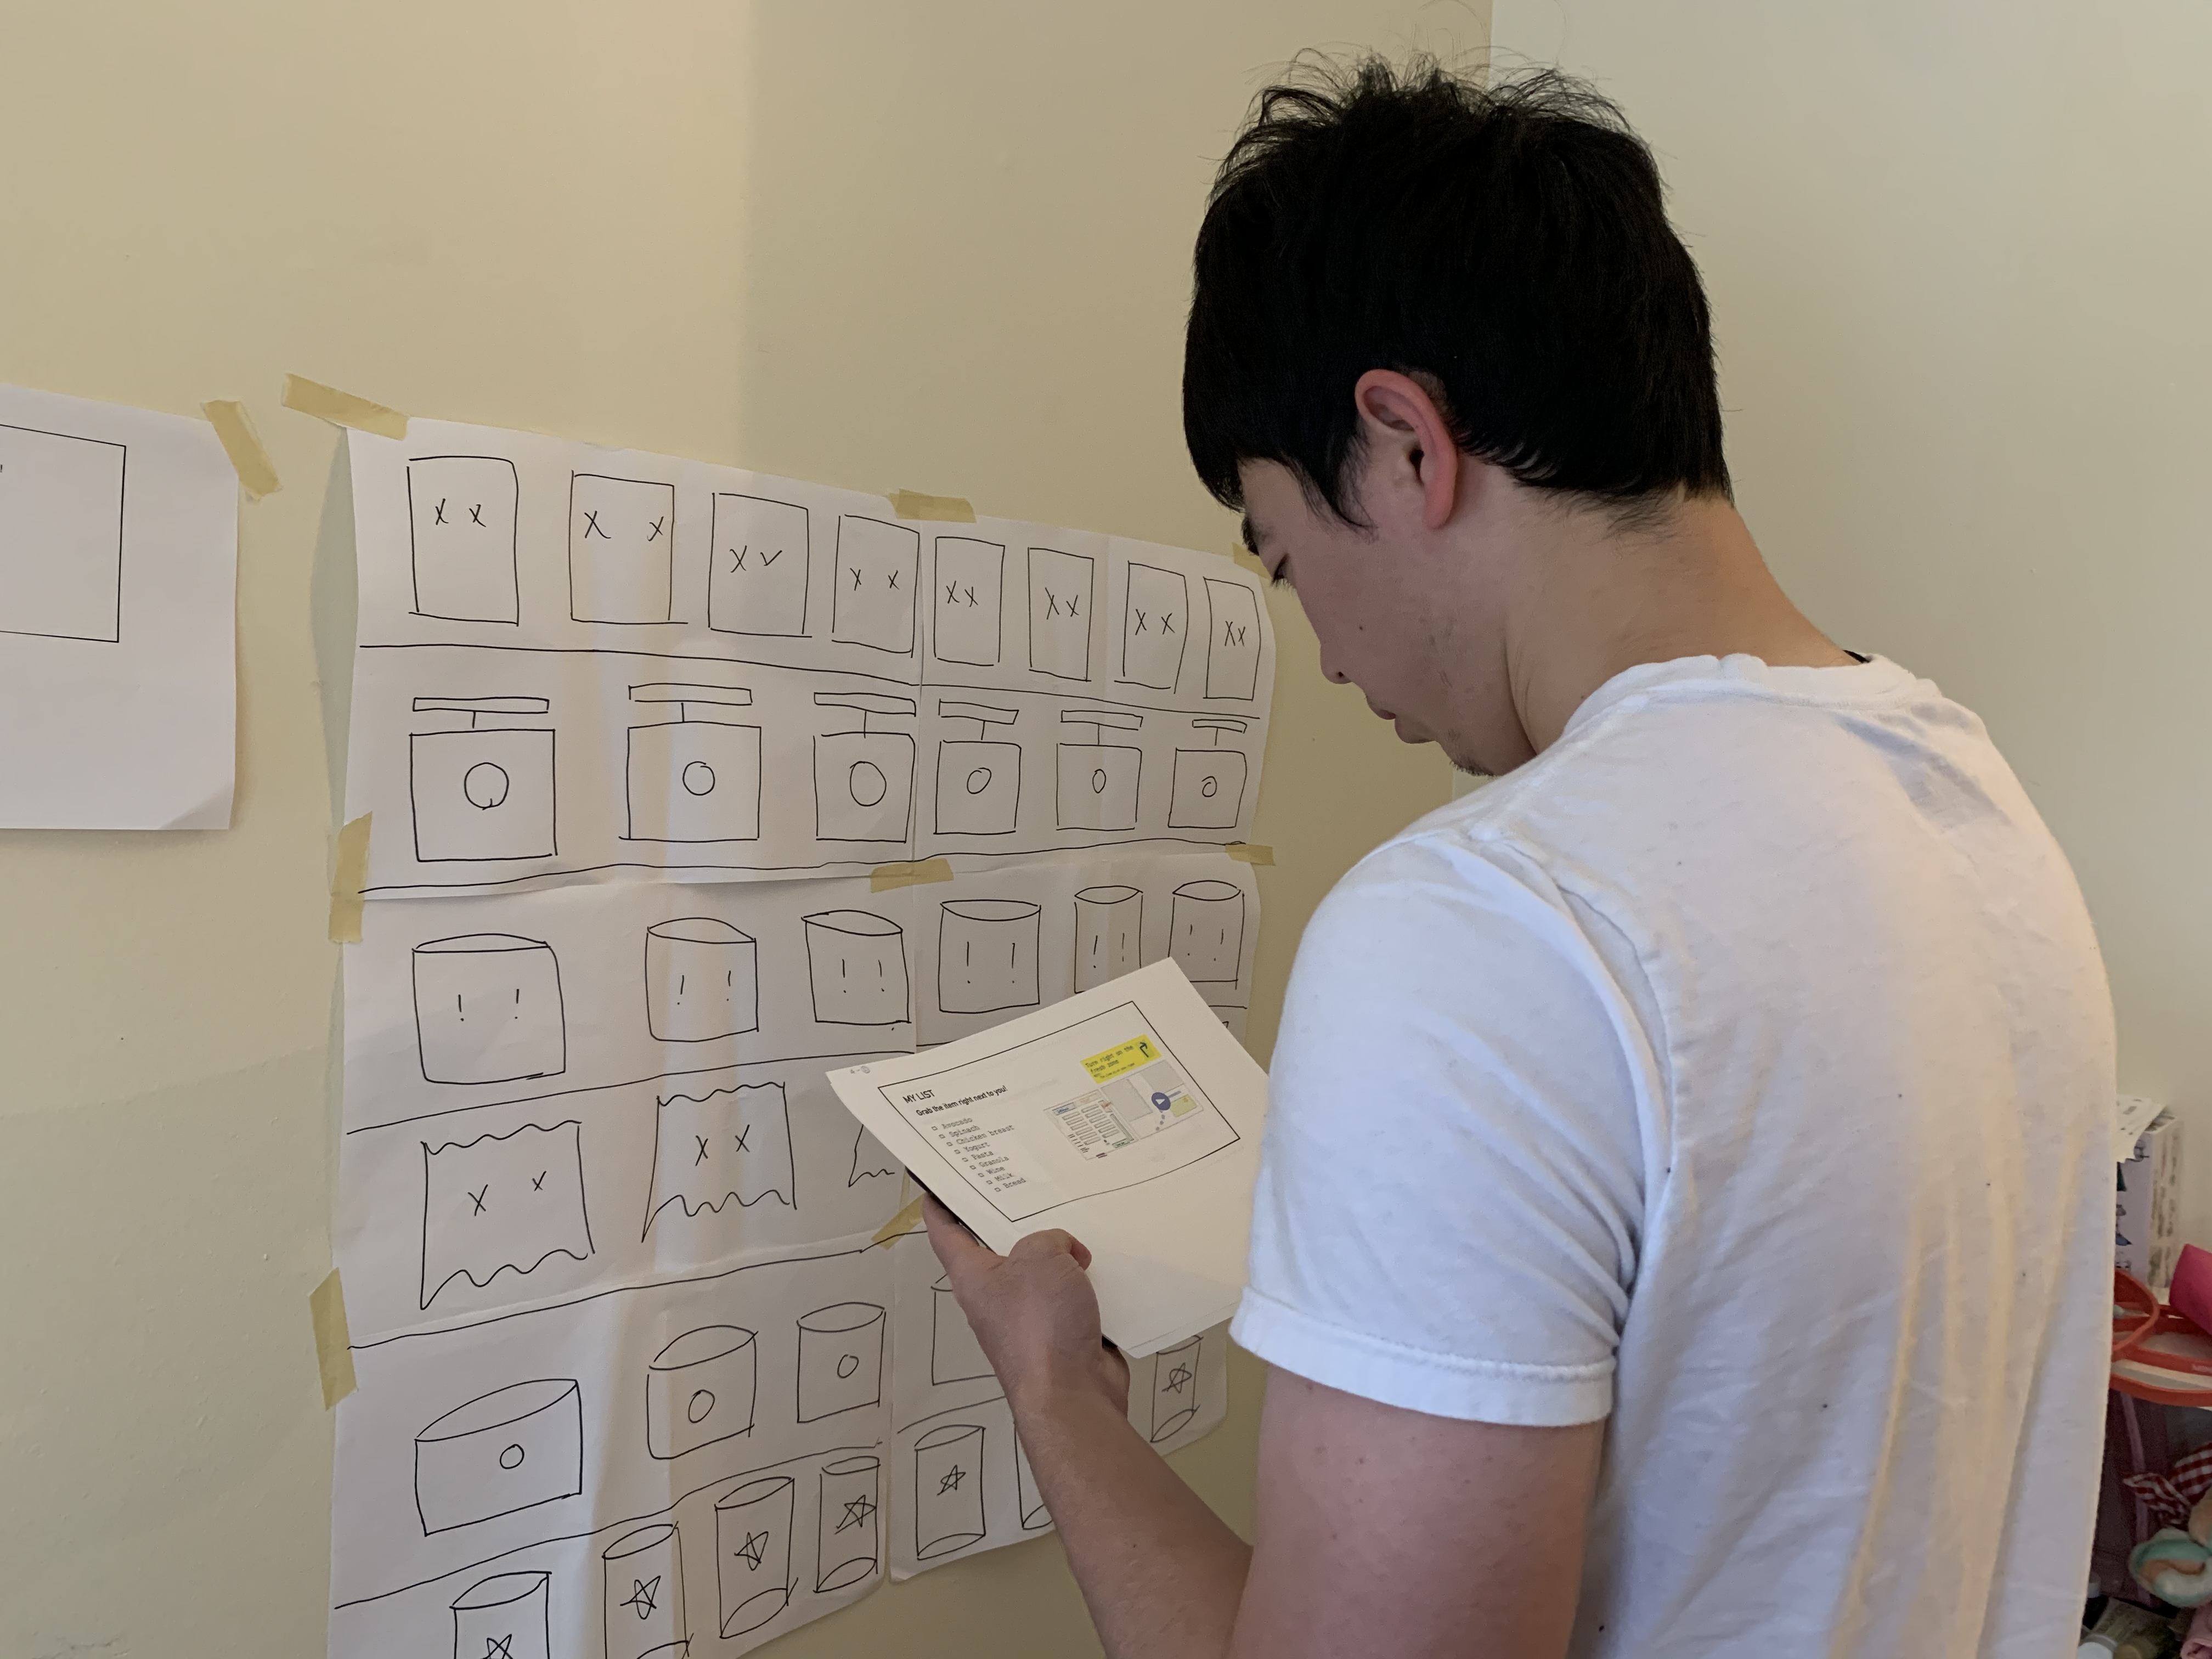 X X
X X
X ✓
X X
X X
X X
X X
X X
! !
! !
! !
! !
! !
! !
X X
X X
MY LIST
Grab the item right next to you!
Avocado
Spinach
Chicken breast
Yogurt
Pasta
Granola
Wine
Milk
Bread
Turn right on the
fresh zone